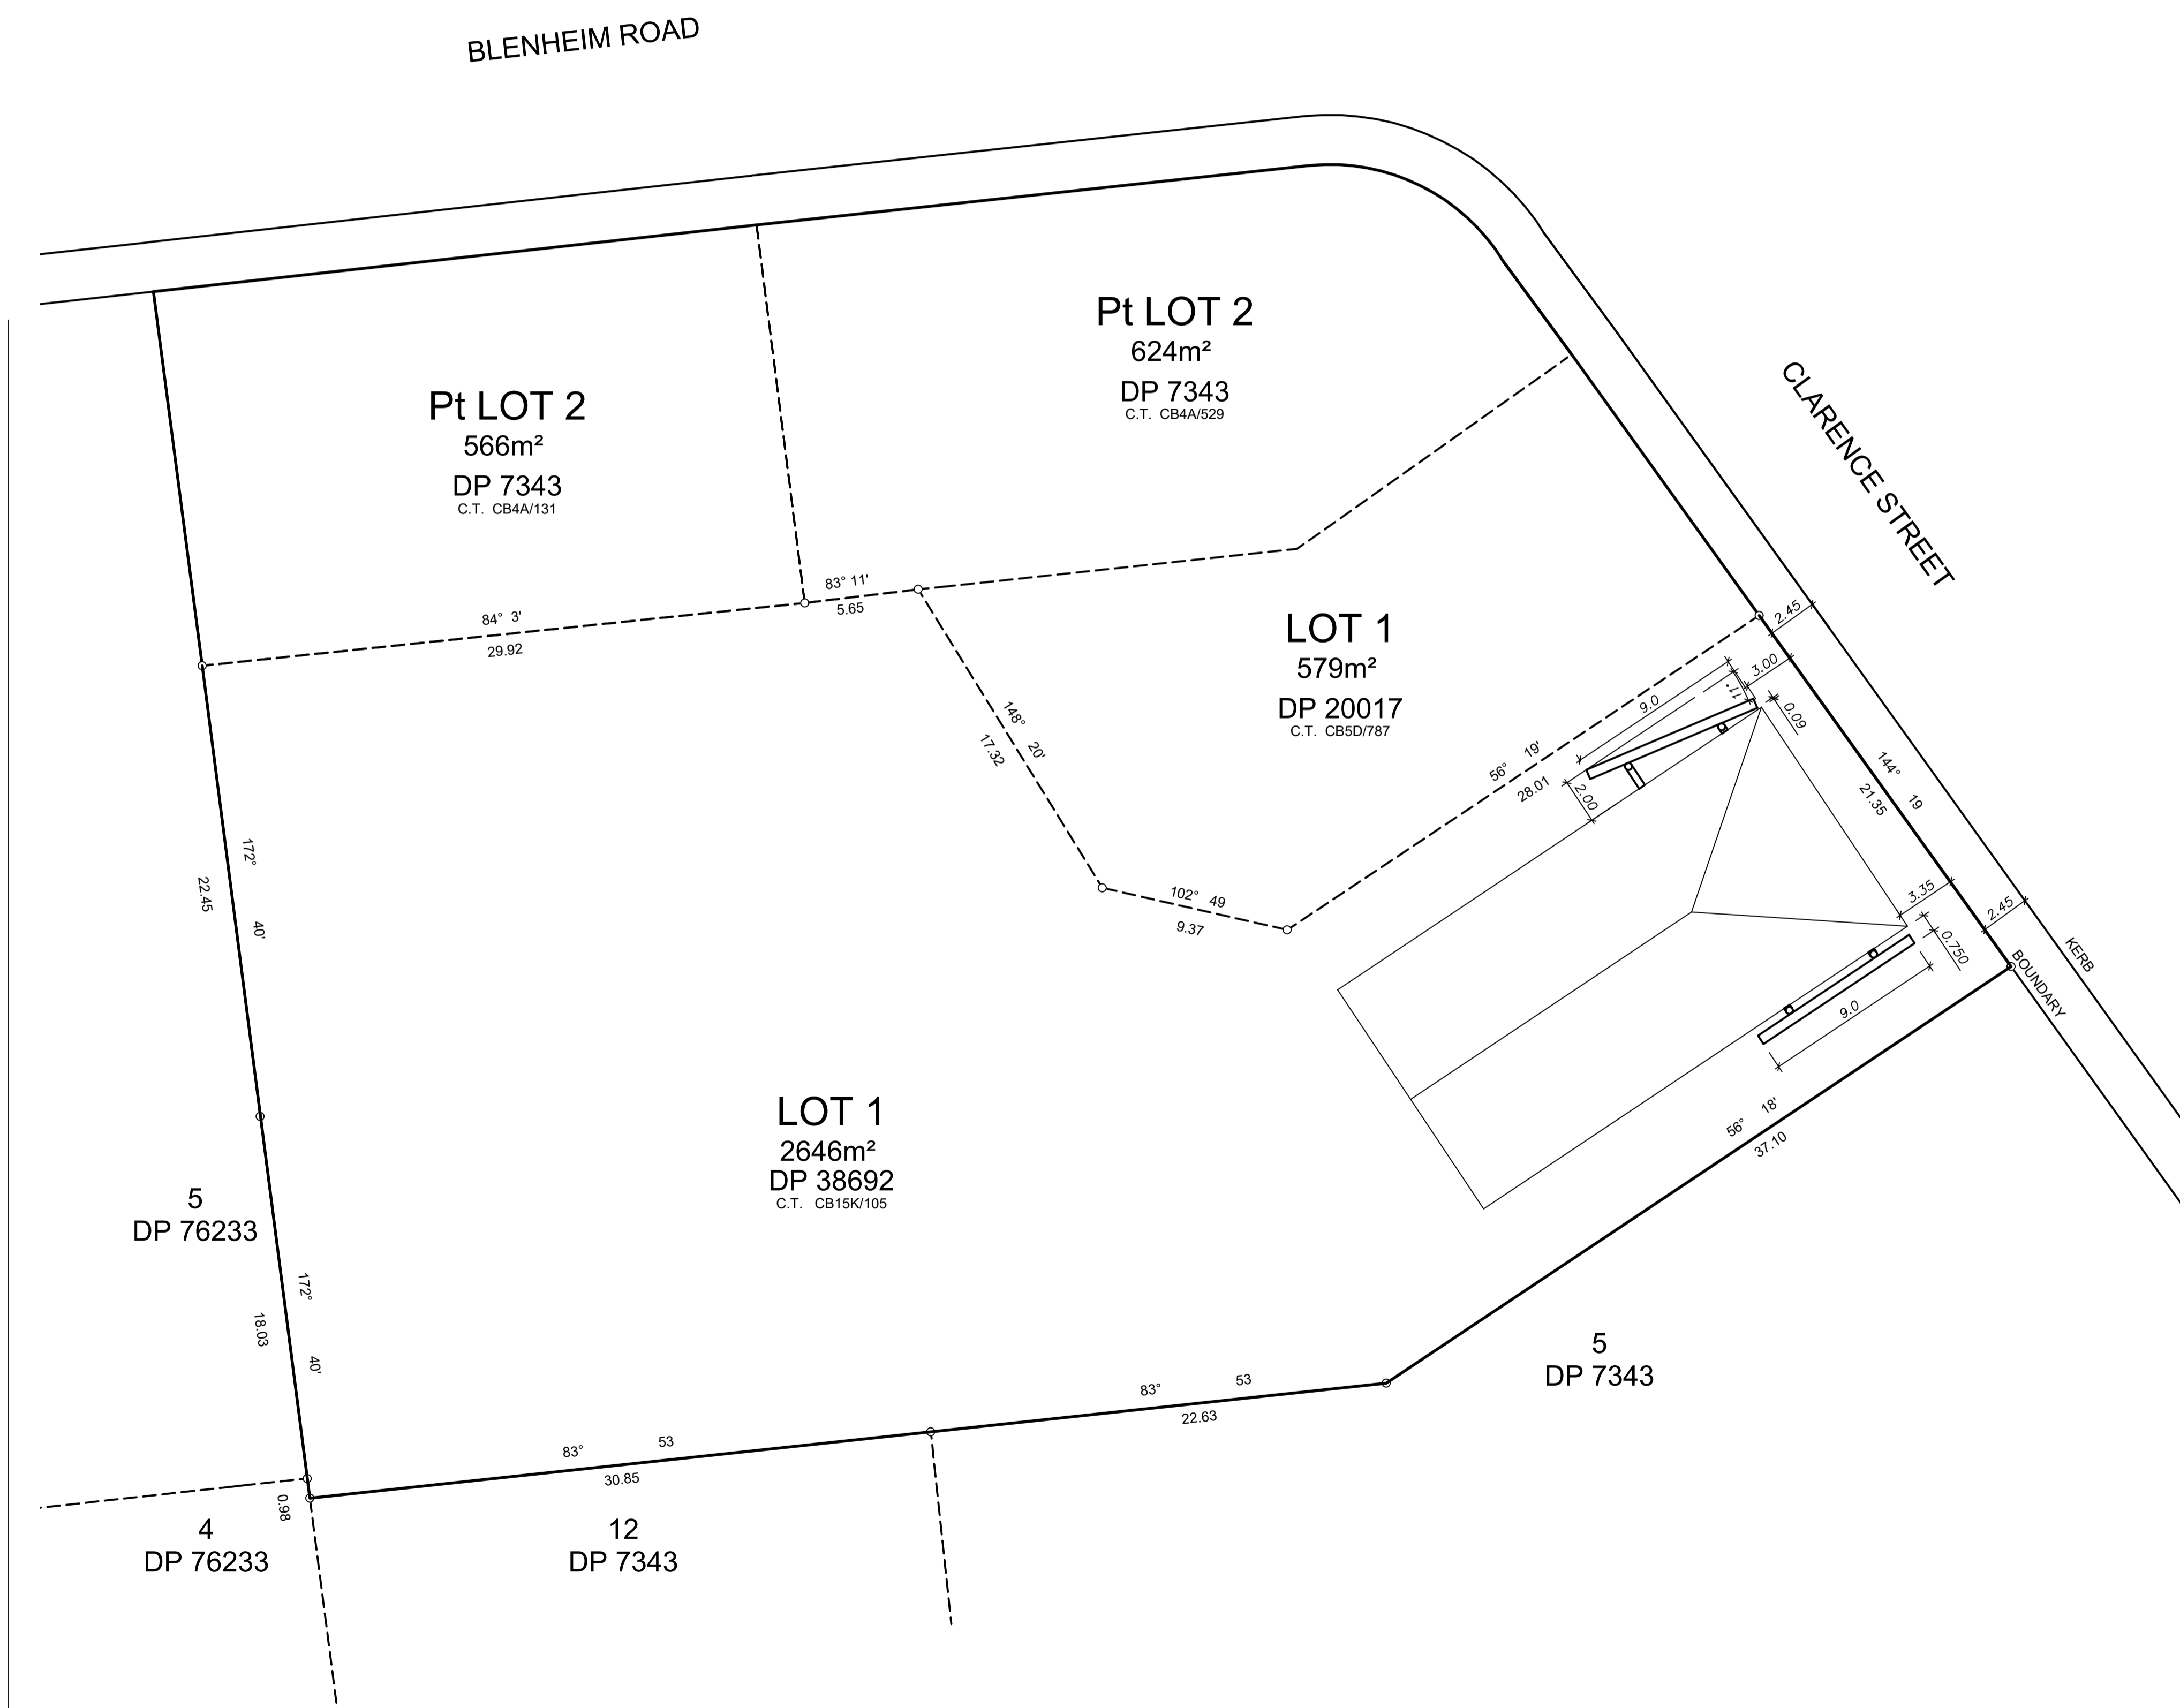 BLENHEIM ROAD
CLARENCE STREET
Pt LOT 2
624m²
DP 7343
C.T. CB4A/529
Pt LOT 2
566m²
DP 7343
C.T. CB4A/131
83° 11'
5.65
84° 3'
29.92
LOT 1
579m²
DP 20017
C.T. CB5D/787
2.45
3.00
11°
9.0
0.09
148° 20'
17.32
56° 19'
28.01
2.00
144° 19
21.35
172° 40'
22.45
102° 49
9.37
3.35
2.45
0.750
KERB
BOUNDARY
9.0
LOT 1
2646m²
DP 38692
C.T. CB15K/105
56° 18'
37.10
5
DP 76233
172° 40'
18.03
5
DP 7343
83° 53
22.63
83° 53
30.85
0.98
4
DP 76233
12
DP 7343